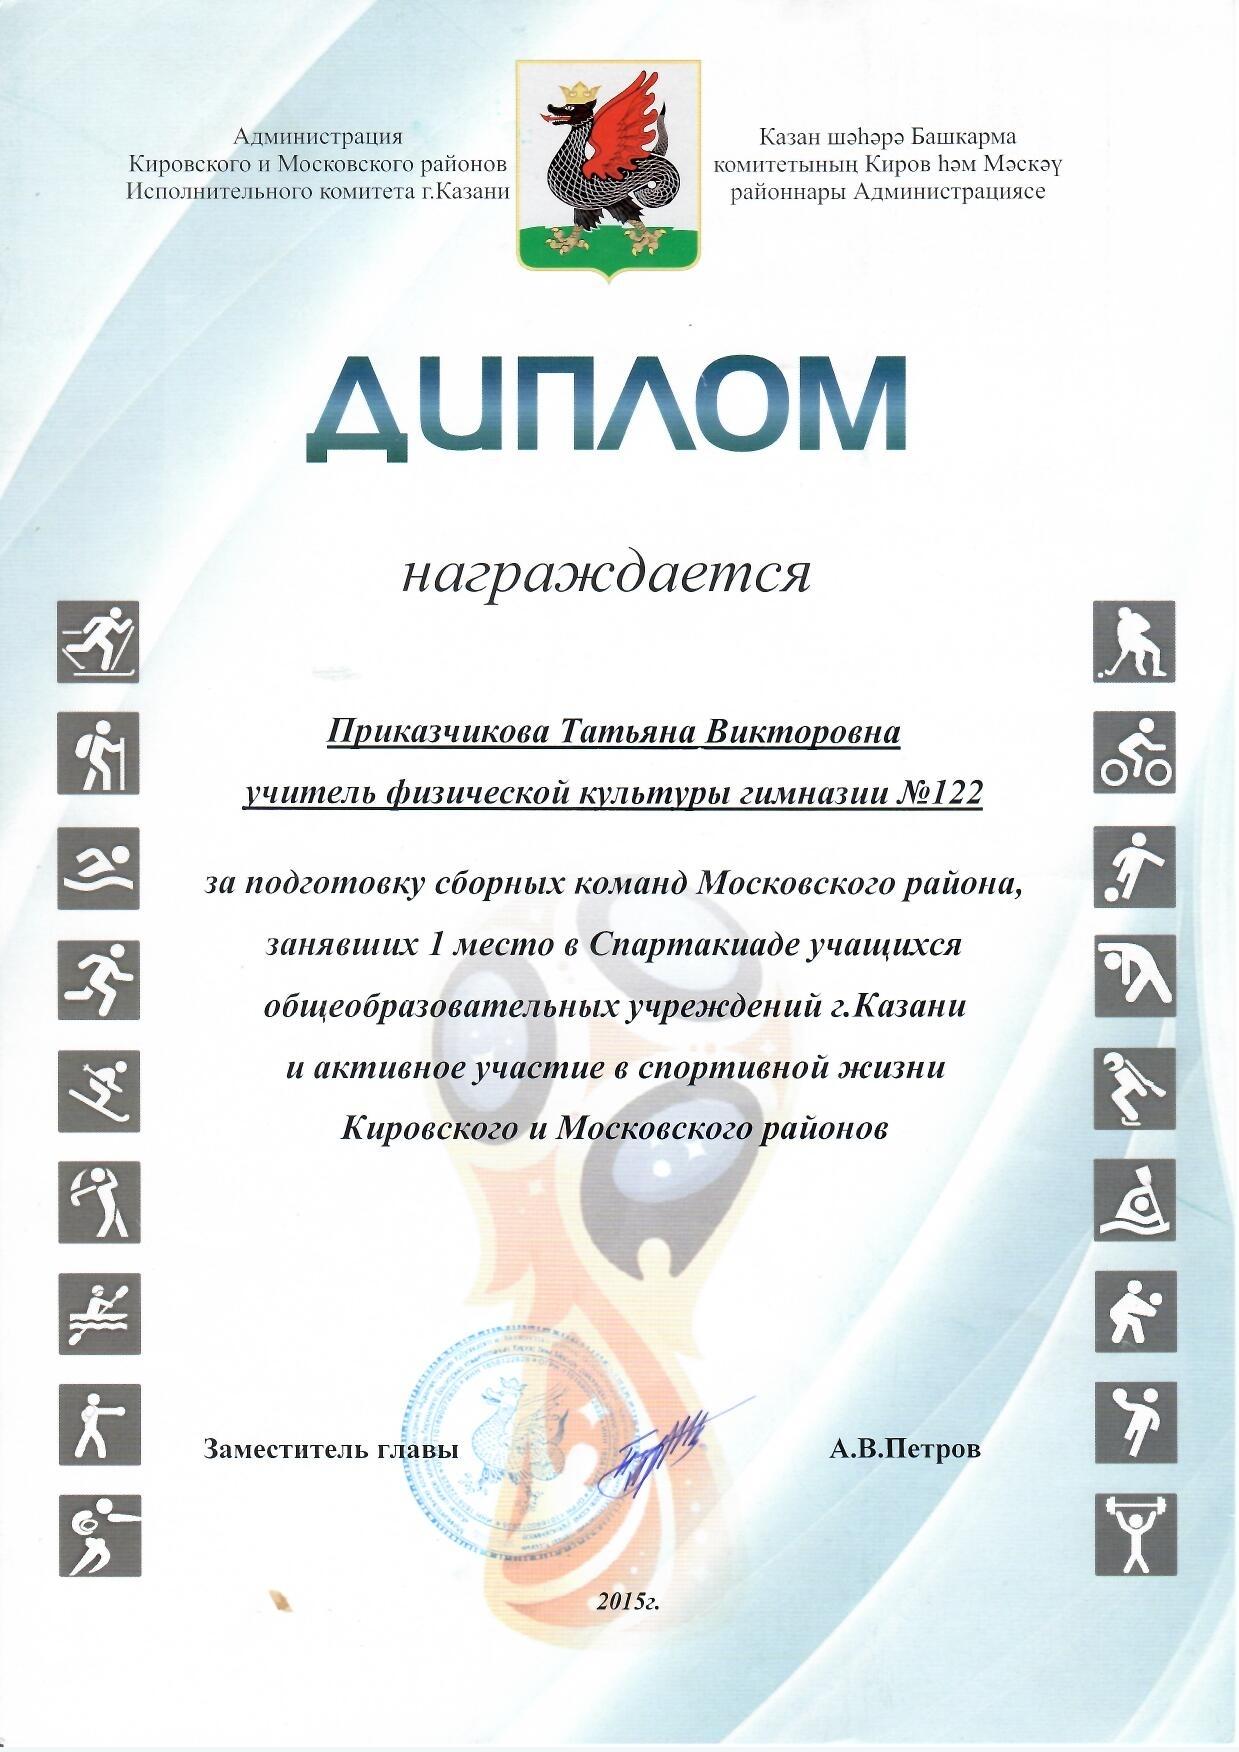 Администрация
Кировского и Московского районов
Исполнительного комитета г.Казани
Казан шәһәрә Башкарма
комитетының Киров һәм Мәскәү
районнары Администрациясе
ДИПЛОМ
награждается
Приказчикова Татьяна Викторовна
учитель физической культуры гимназии №122
за подготовку сборных команд Московского района,
занявших 1 место в Спартакиаде учащихся
общеобразовательных учреждений г.Казани
и активное участие в спортивной жизни
Кировского и Московского районов
Заместитель главы
А.В.Петров
2015г.